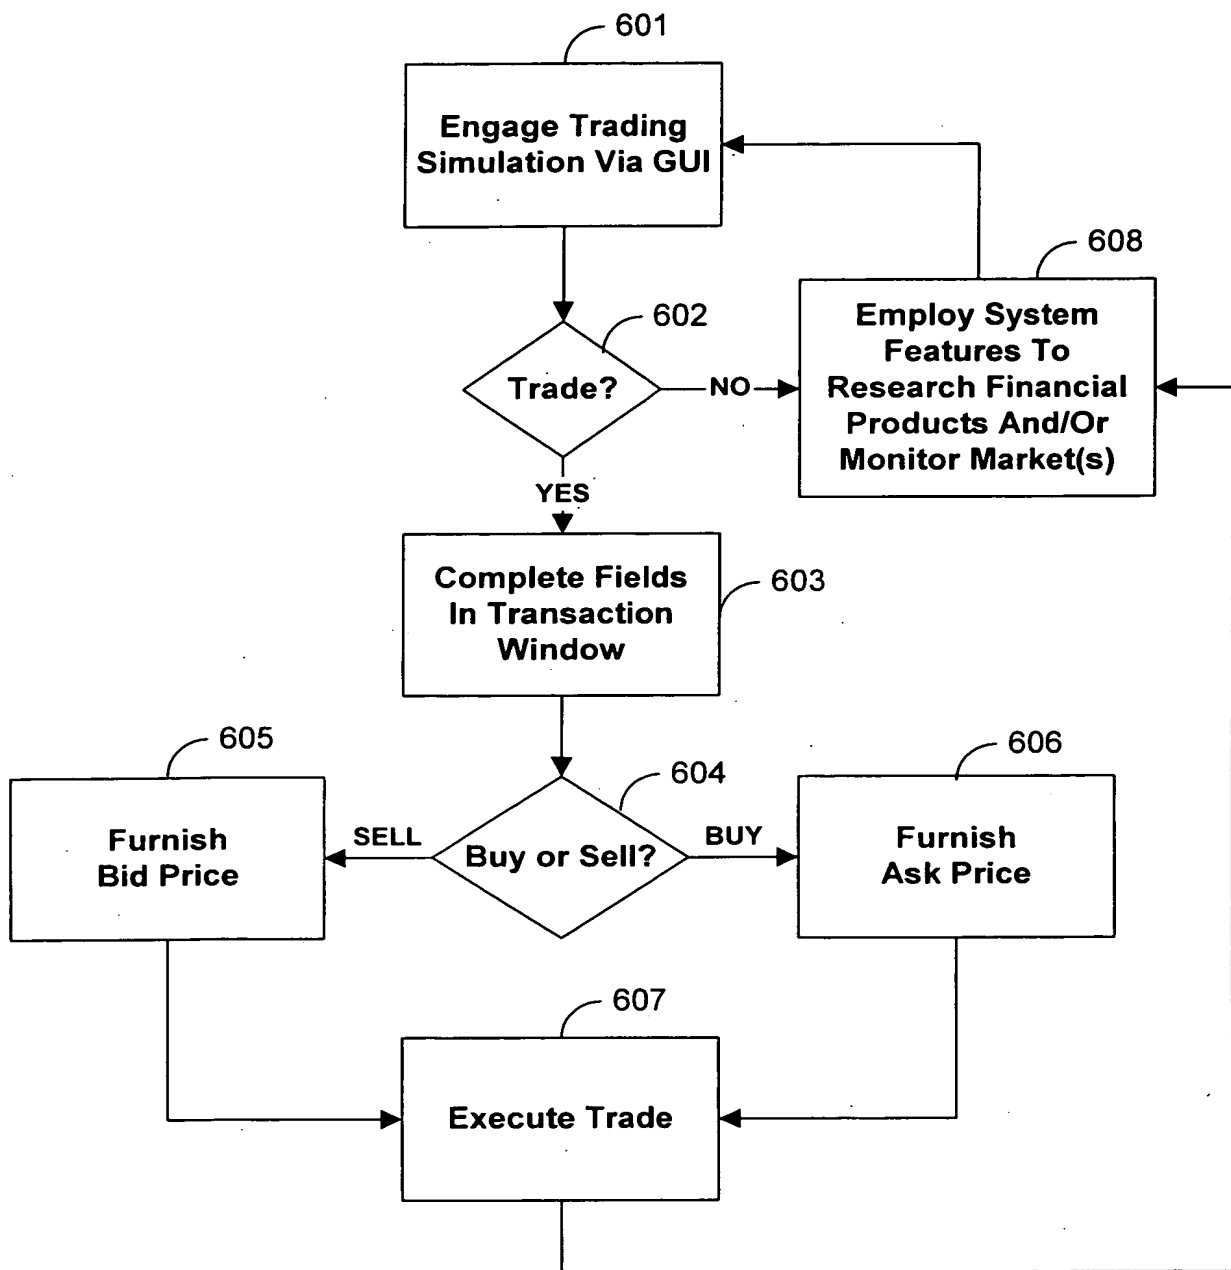 601
Engage Trading
Simulation Via GUI
608
Employ System
Features To
Research Financial
Products And/Or
Monitor Market(s)
602
Trade?
NO
YES
603
Complete Fields
In Transaction
Window
605
Furnish
Bid Price
SELL
604
Buy or Sell?
BUY
606
Furnish
Ask Price
607
Execute Trade